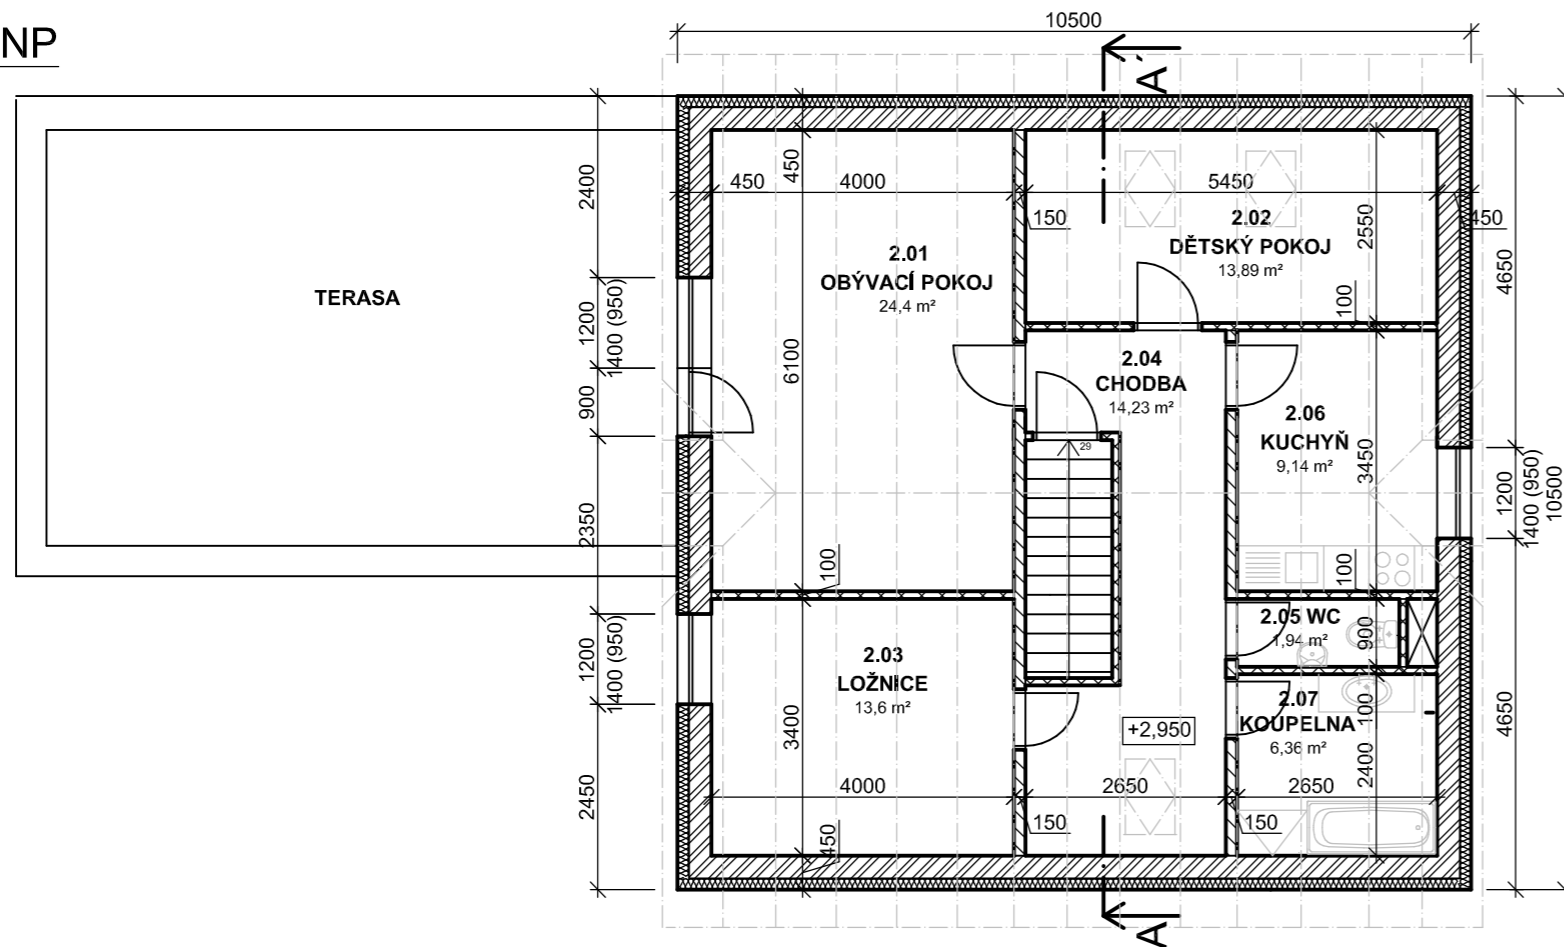 NP
10500
A'
TERASA
2400
1200
1400 (950)
900
2350
1200
1400 (950)
2450
450
450
4000
150
5450
450
2.01
OBÝVACÍ POKOJ
24,4 m²
6100
100
2.02
DĚTSKÝ POKOJ
13,89 m²
2550
100
4650
2.04
CHODBA
14,23 m²
29
2.06
KUCHYŇ
9,14 m²
3450
100
1200
1400 (950)
10500
2.05 WC
1,94 m²
900
2.03
LOŽNICE
13,6 m²
3400
4000
450
150
+2,950
2650
150
2.07
KOUPELNA
6,36 m²
100
2400
2650
4650
A